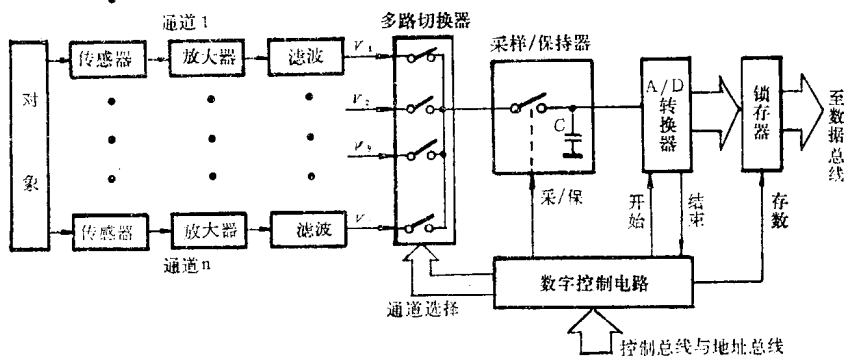 通道1
多路切换器
对象
传感器
放大器
滤波
V₁
V₂
采样/保持器
C
A/D转换器
锁存器
至数据总线
传感器
放大器
滤波
通道n
采/保
开始
结束
存数
通道选择
数字控制电路
控制总线与地址总线